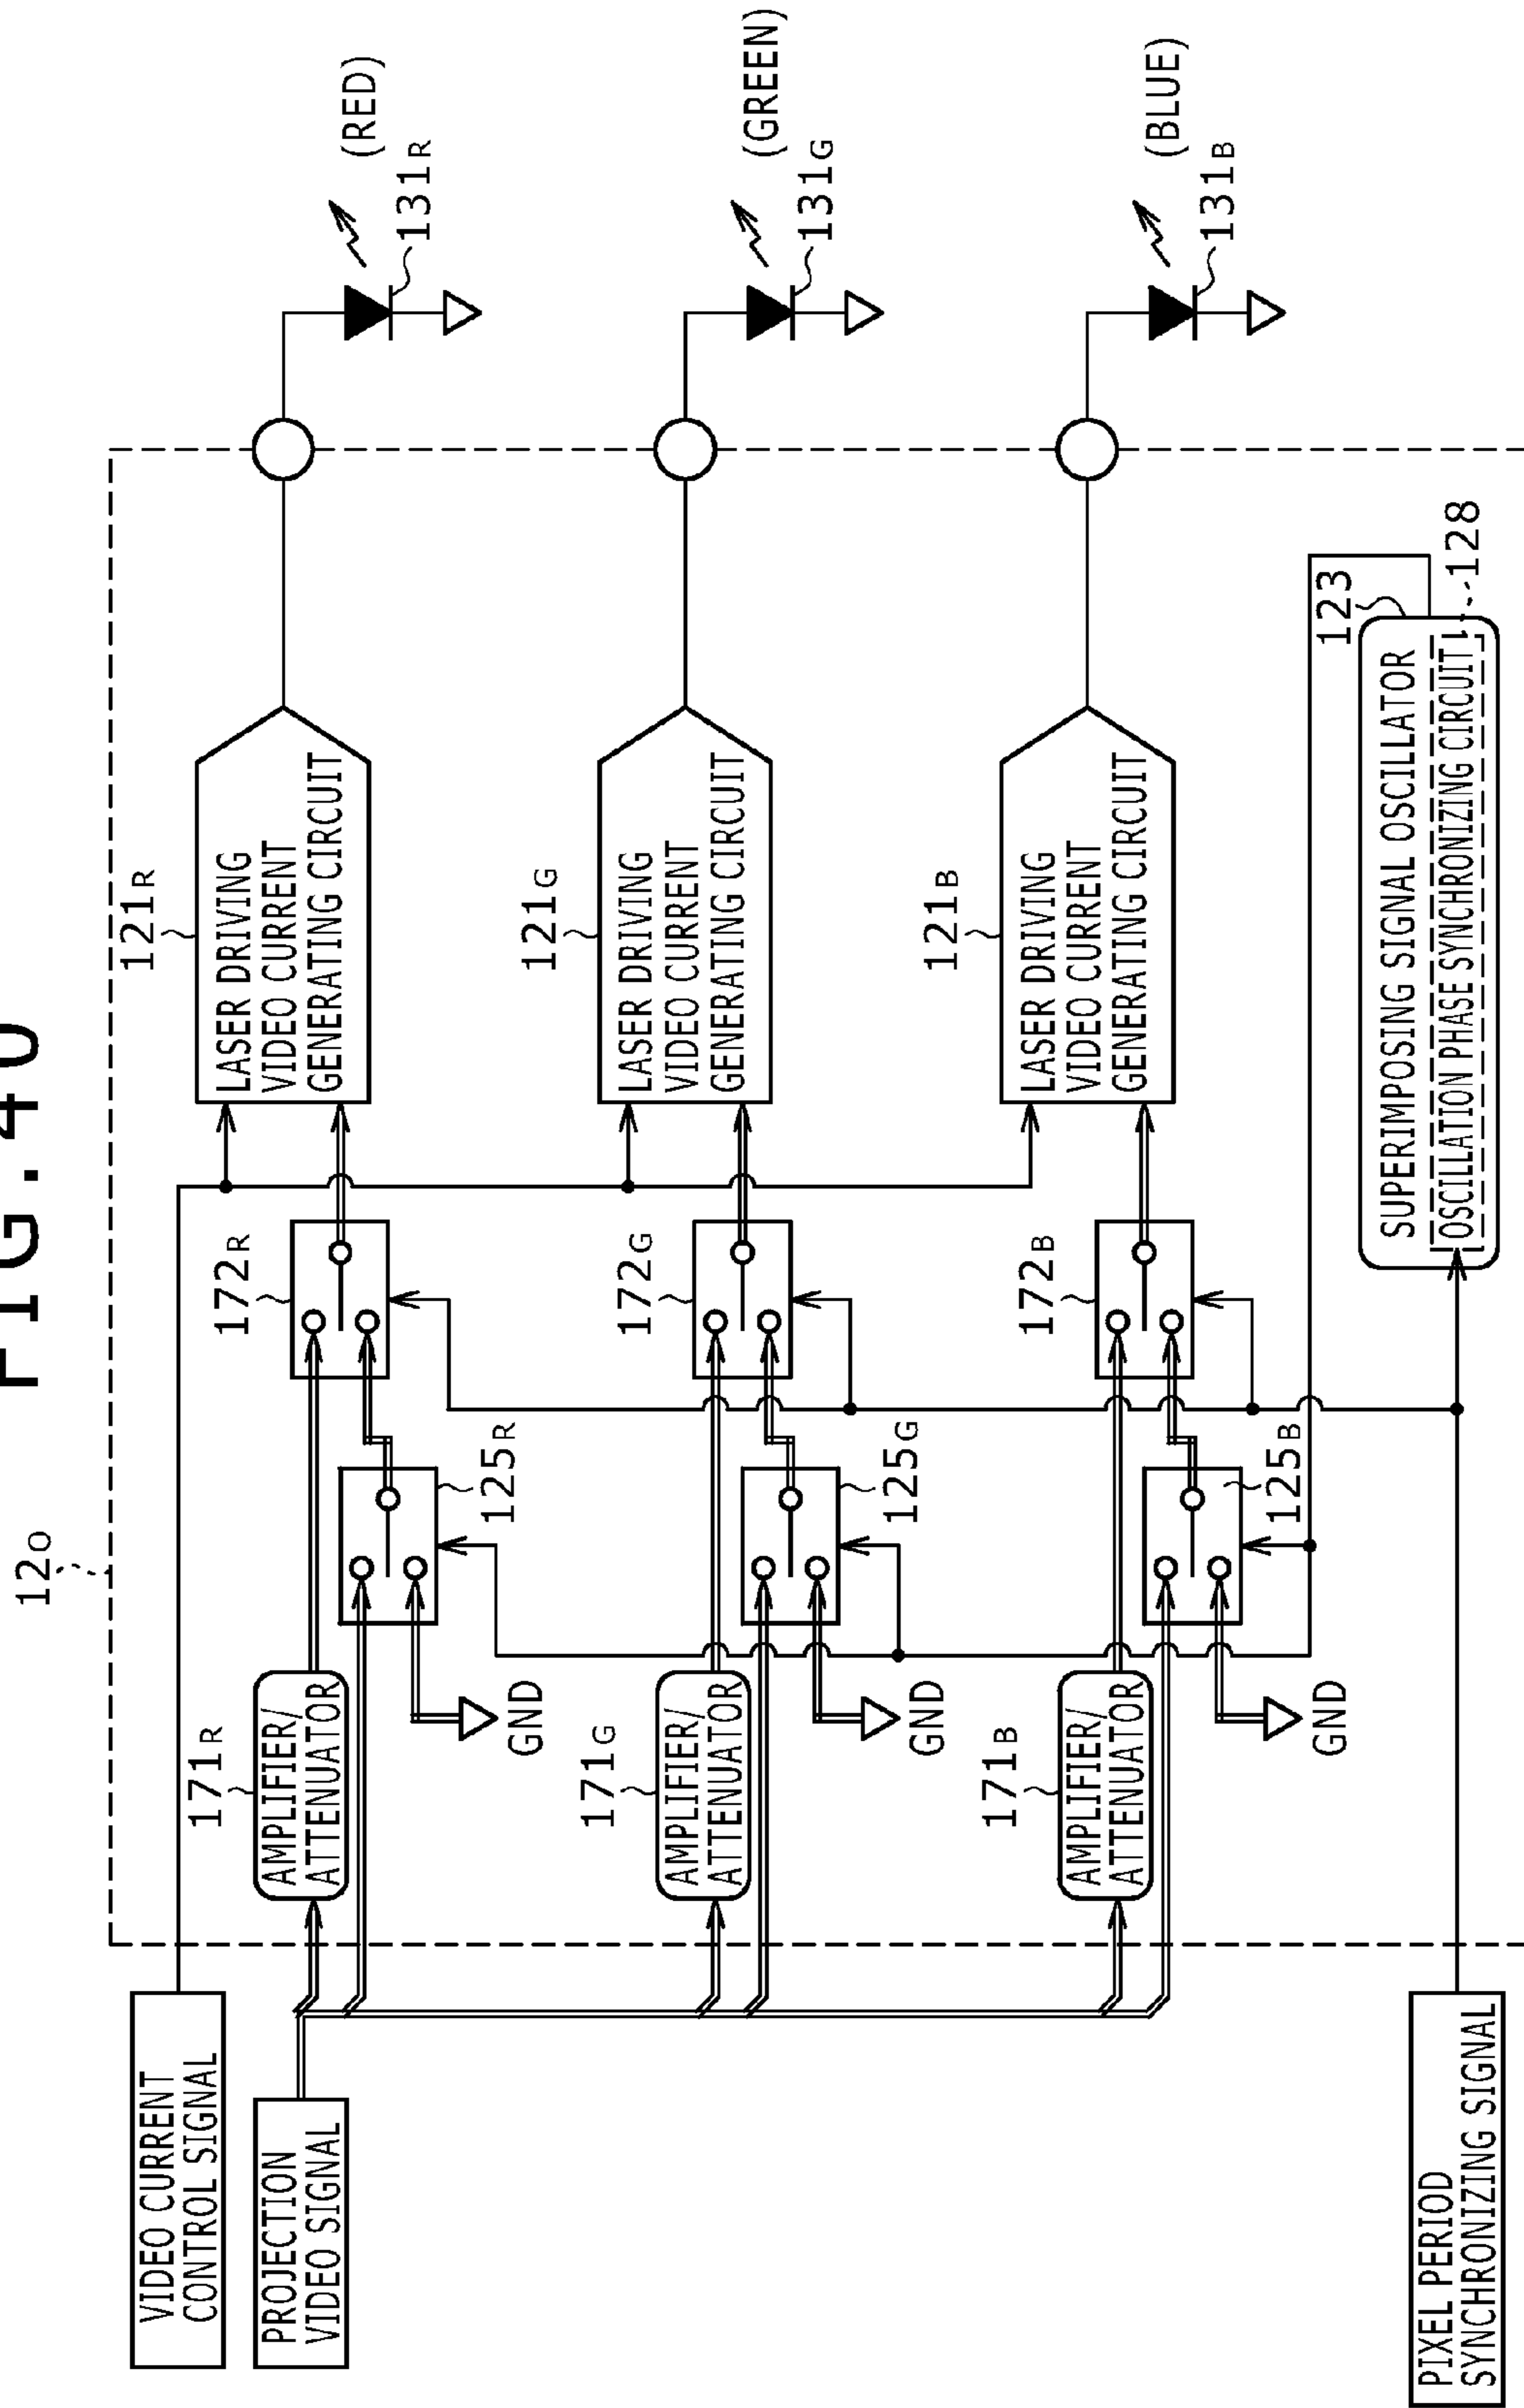 FIG.40
12O
VIDEO CURRENT
CONTROL SIGNAL
PROJECTION
VIDEO SIGNAL
171R
AMPLIFIER/
ATTENUATOR
125R
GND
172R
121R
LASER DRIVING
VIDEO CURRENT
GENERATING CIRCUIT
(RED)
131R
171G
AMPLIFIER/
ATTENUATOR
125G
GND
172G
121G
LASER DRIVING
VIDEO CURRENT
GENERATING CIRCUIT
(GREEN)
131G
171B
AMPLIFIER/
ATTENUATOR
125B
GND
172B
121B
LASER DRIVING
VIDEO CURRENT
GENERATING CIRCUIT
(BLUE)
131B
PIXEL PERIOD
SYNCHRONIZING SIGNAL
123
SUPERIMPOSING SIGNAL OSCILLATOR
OSCILLATION PHASE SYNCHRONIZING CIRCUIT
128